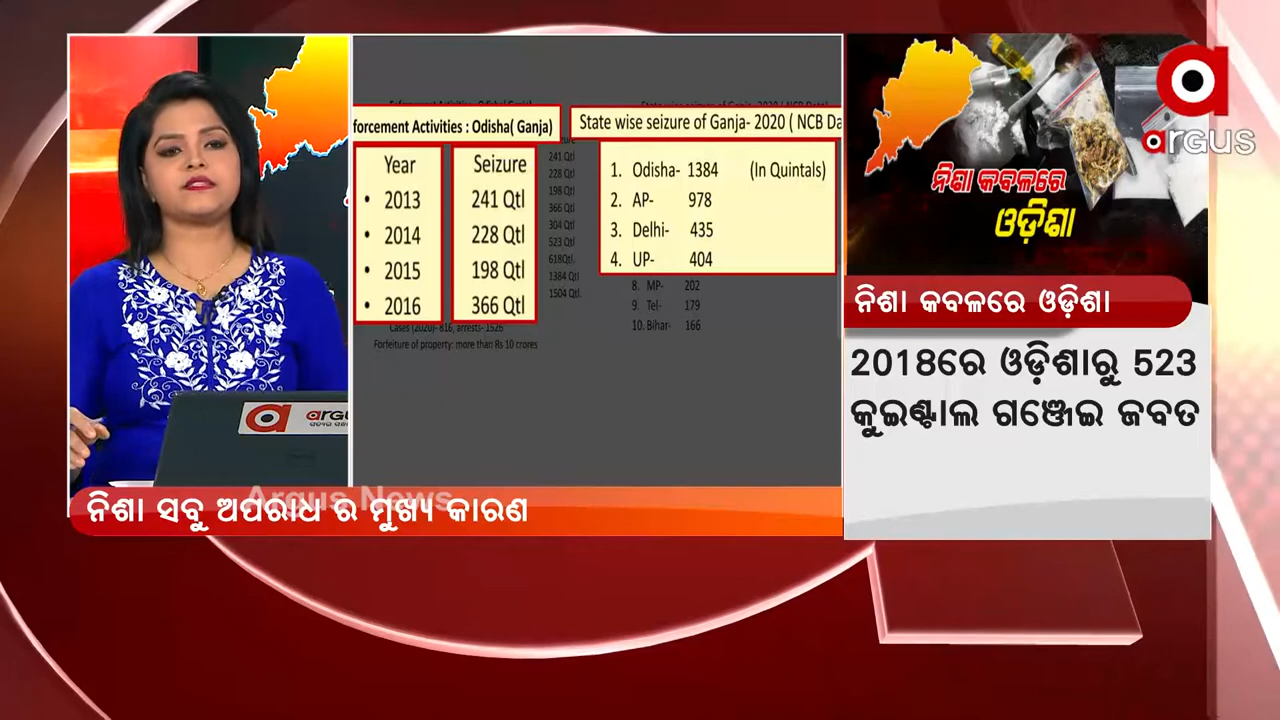 forcement Activities : Odisha( Ganja)
Year Seizure
• 2013 241 Qtl
• 2014 228 Qtl
• 2015 198 Qtl
• 2016 366 Qtl
241 Qtl
228 Qtl
198 Qtl
366 Qtl
304 Qtl
523 Qtl
618Qtl.
1384 Qtl
1504 Qtl.
Cases (2020)- 816, arrests- 1526
Forfeiture of property: more than Rs 10 crores
State wise seizure of Ganja- 2020 ( NCB Da
1. Odisha- 1384 (In Quintals)
2. AP- 978
3. Delhi- 435
4. UP- 404
8. MP- 202
9. Tel- 179
10. Bihar- 166
argus
ନିଶା କବଳରେ
ଓଡ଼ିଶା
ନିଶା କବଳରେ ଓଡ଼ିଶା
2018ରେ ଓଡ଼ିଶାରୁ 523
କୁଇଣ୍ଟାଲ ଗଞ୍ଜେଇ ଜବତ
argus
Argus News
ନିଶା ସବୁ ଅପରାଧ ର ମୁଖ୍ୟ କାରଣ